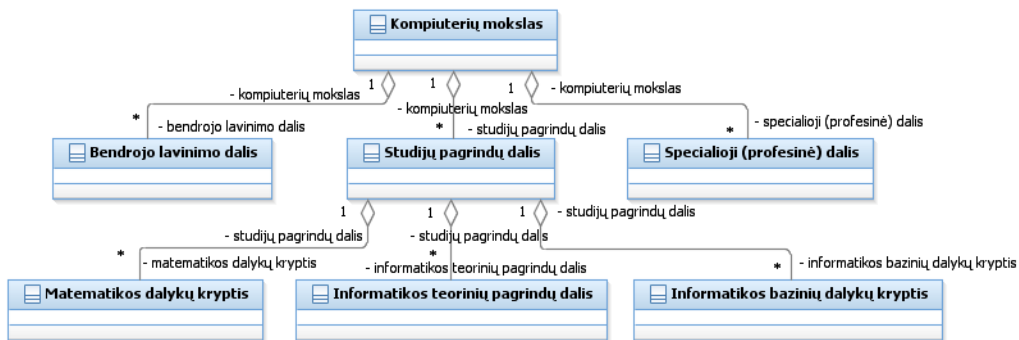 Kompiuterių mokslas
1 1 1 - kompiuterių mokslas
- kompiuterių mokslas - kompiuterių mokslas
* * - studijų pagrindų dalis * - specialioji (profesinė) dalis
- bendrojo lavinimo dalis
Bendrojo lavinimo dalis Studijų pagrindų dalis Specialioji (profesinė) dalis
1 1 1 - studijų pagrindų dalis
- studijų pagrindų dalis - studijų pagrindų dalis
* - matematikos dalykų kryptis * - informatikos teorinių pagrindų dalis * - informatikos bazinių dalykų kryptis
Matematikos dalykų kryptis Informatikos teorinių pagrindų dalis Informatikos bazinių dalykų kryptis